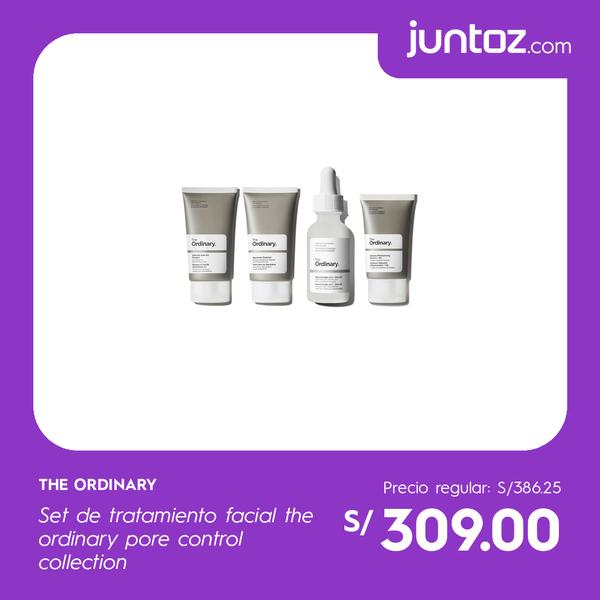 juntoz.com
The
Ordinary.
The
Ordinary.
The
Ordinary.
The
Ordinary.
THE ORDINARY
Set de tratamiento facial the
ordinary pore control
collection
Precio regular: S/386.25
S/ 309.00